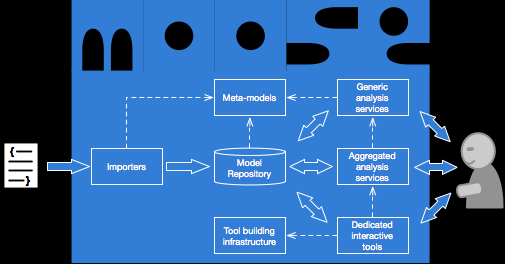 Meta-models
Generic
analysis
services
Importers
Model
Repository
Aggregated
analysis
services
Tool building
infrastructure
Dedicated
interactive
tools